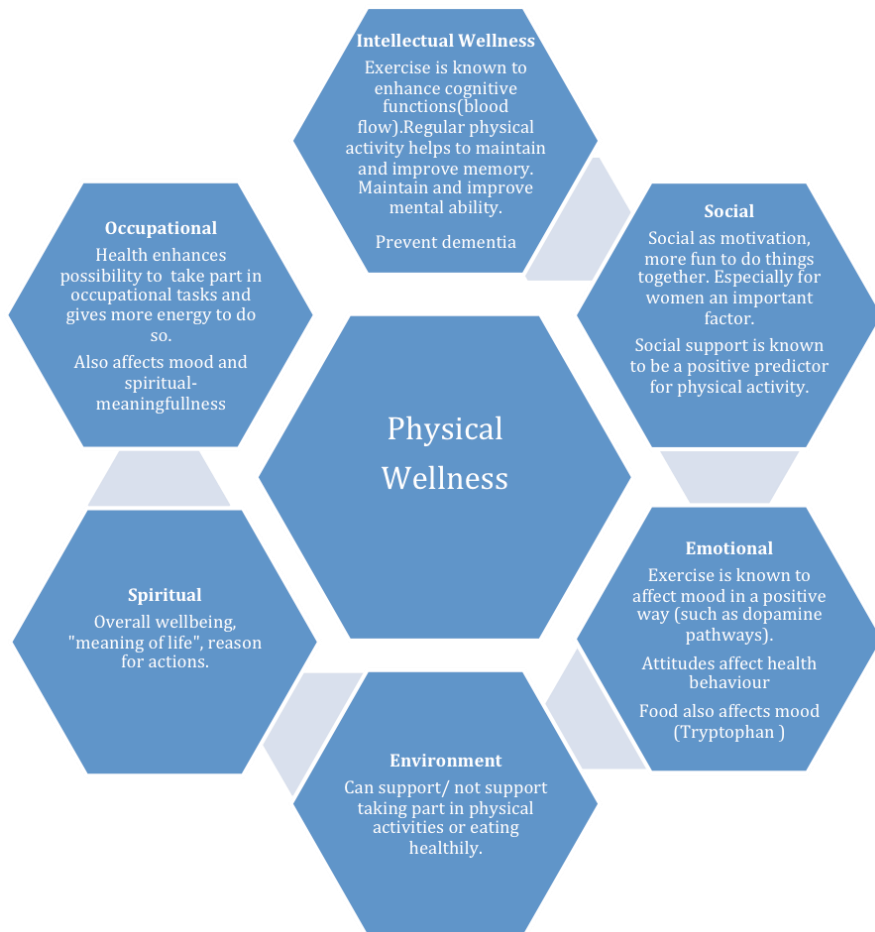 Intellectual Wellness
Exercise is known to
enhance cognitive
functions(blood
flow).Regular physical
activity helps to maintain
and improve memory.
Maintain and improve
mental ability.
Prevent dementia
Social
Social as motivation,
more fun to do things
together. Especially for
women an important
factor.
Social support is known
to be a positive predictor
for physical activity.
Emotional
Exercise is known to
affect mood in a positive
way (such as dopamine
pathways).
Attitudes affect health
behaviour
Food also affects mood
(Tryptophan )
Environment
Can support/ not support
taking part in physical
activities or eating
healthily.
Spiritual
Overall wellbeing,
"meaning of life", reason
for actions.
Occupational
Health enhances
possibility to  take part in
occupational tasks and
gives more energy to do
so.
Also affects mood and
spiritual-
meaningfullness
Physical
Wellness